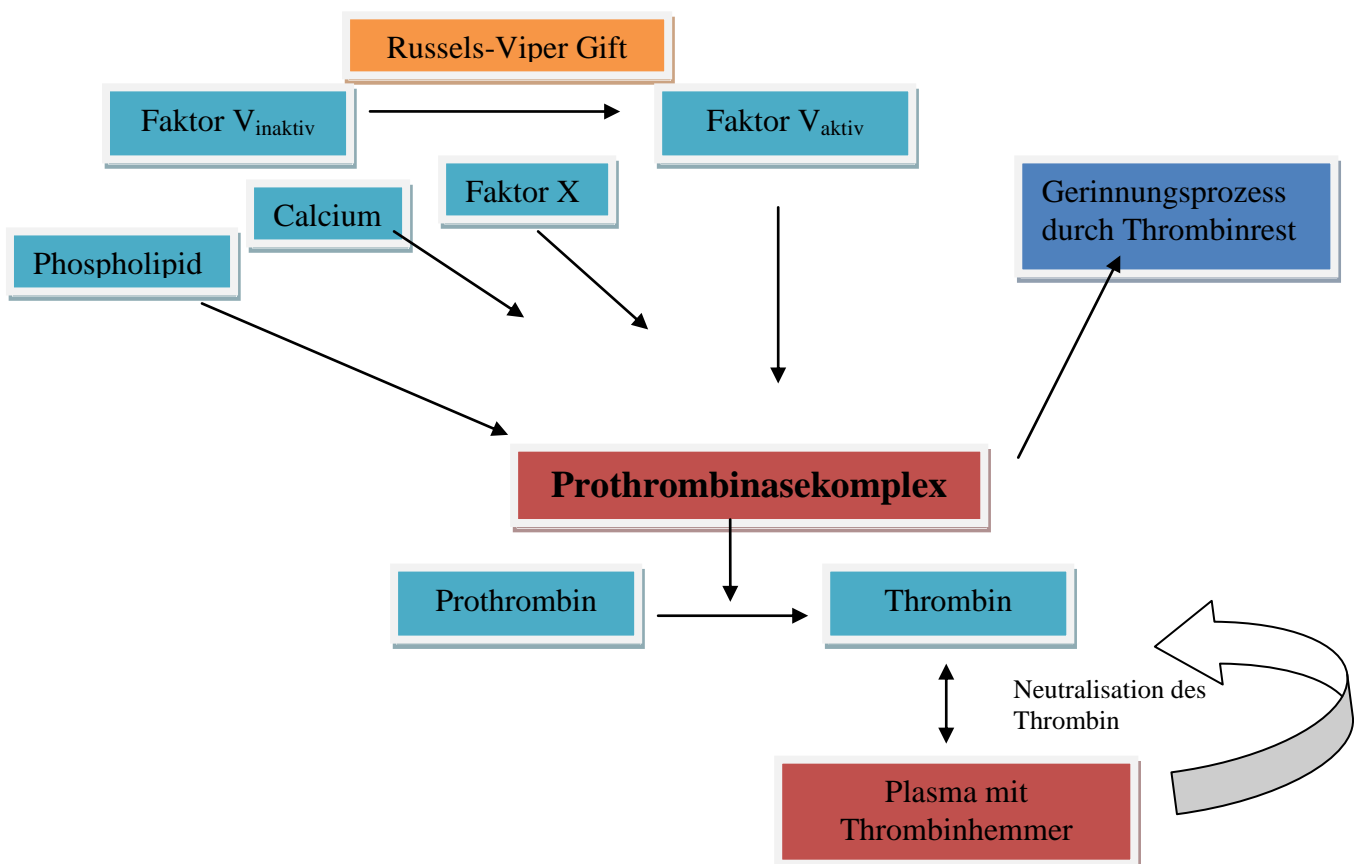 Russels-Viper Gift
Faktor Vinaktiv
Faktor Vaktiv
Faktor X
Calcium
Phospholipid
Gerinnungsprozess
durch Thrombinrest
Prothrombinasekomplex
Prothrombin
Thrombin
Neutralisation des
Thrombin
Plasma mit
Thrombinhemmer